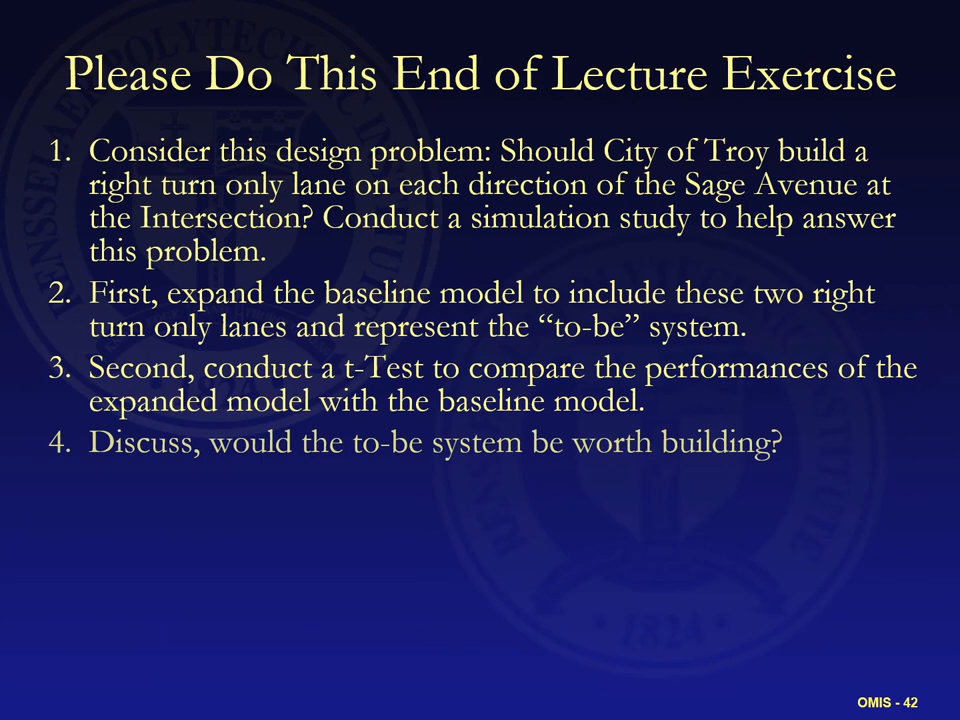 Please Do This End of Lecture Exercise
1. Consider this design problem: Should City of Troy build a
right turn only lane on each direction of the Sage Avenue at
the Intersection? Conduct a simulation study to help answer
this problem.
2. First, expand the baseline model to include these two right
turn only lanes and represent the “to-be” system.
3. Second, conduct a t-Test to compare the performances of the
expanded model with the baseline model.
4. Discuss, would the to-be system be worth building?
1824
OMIS - 42